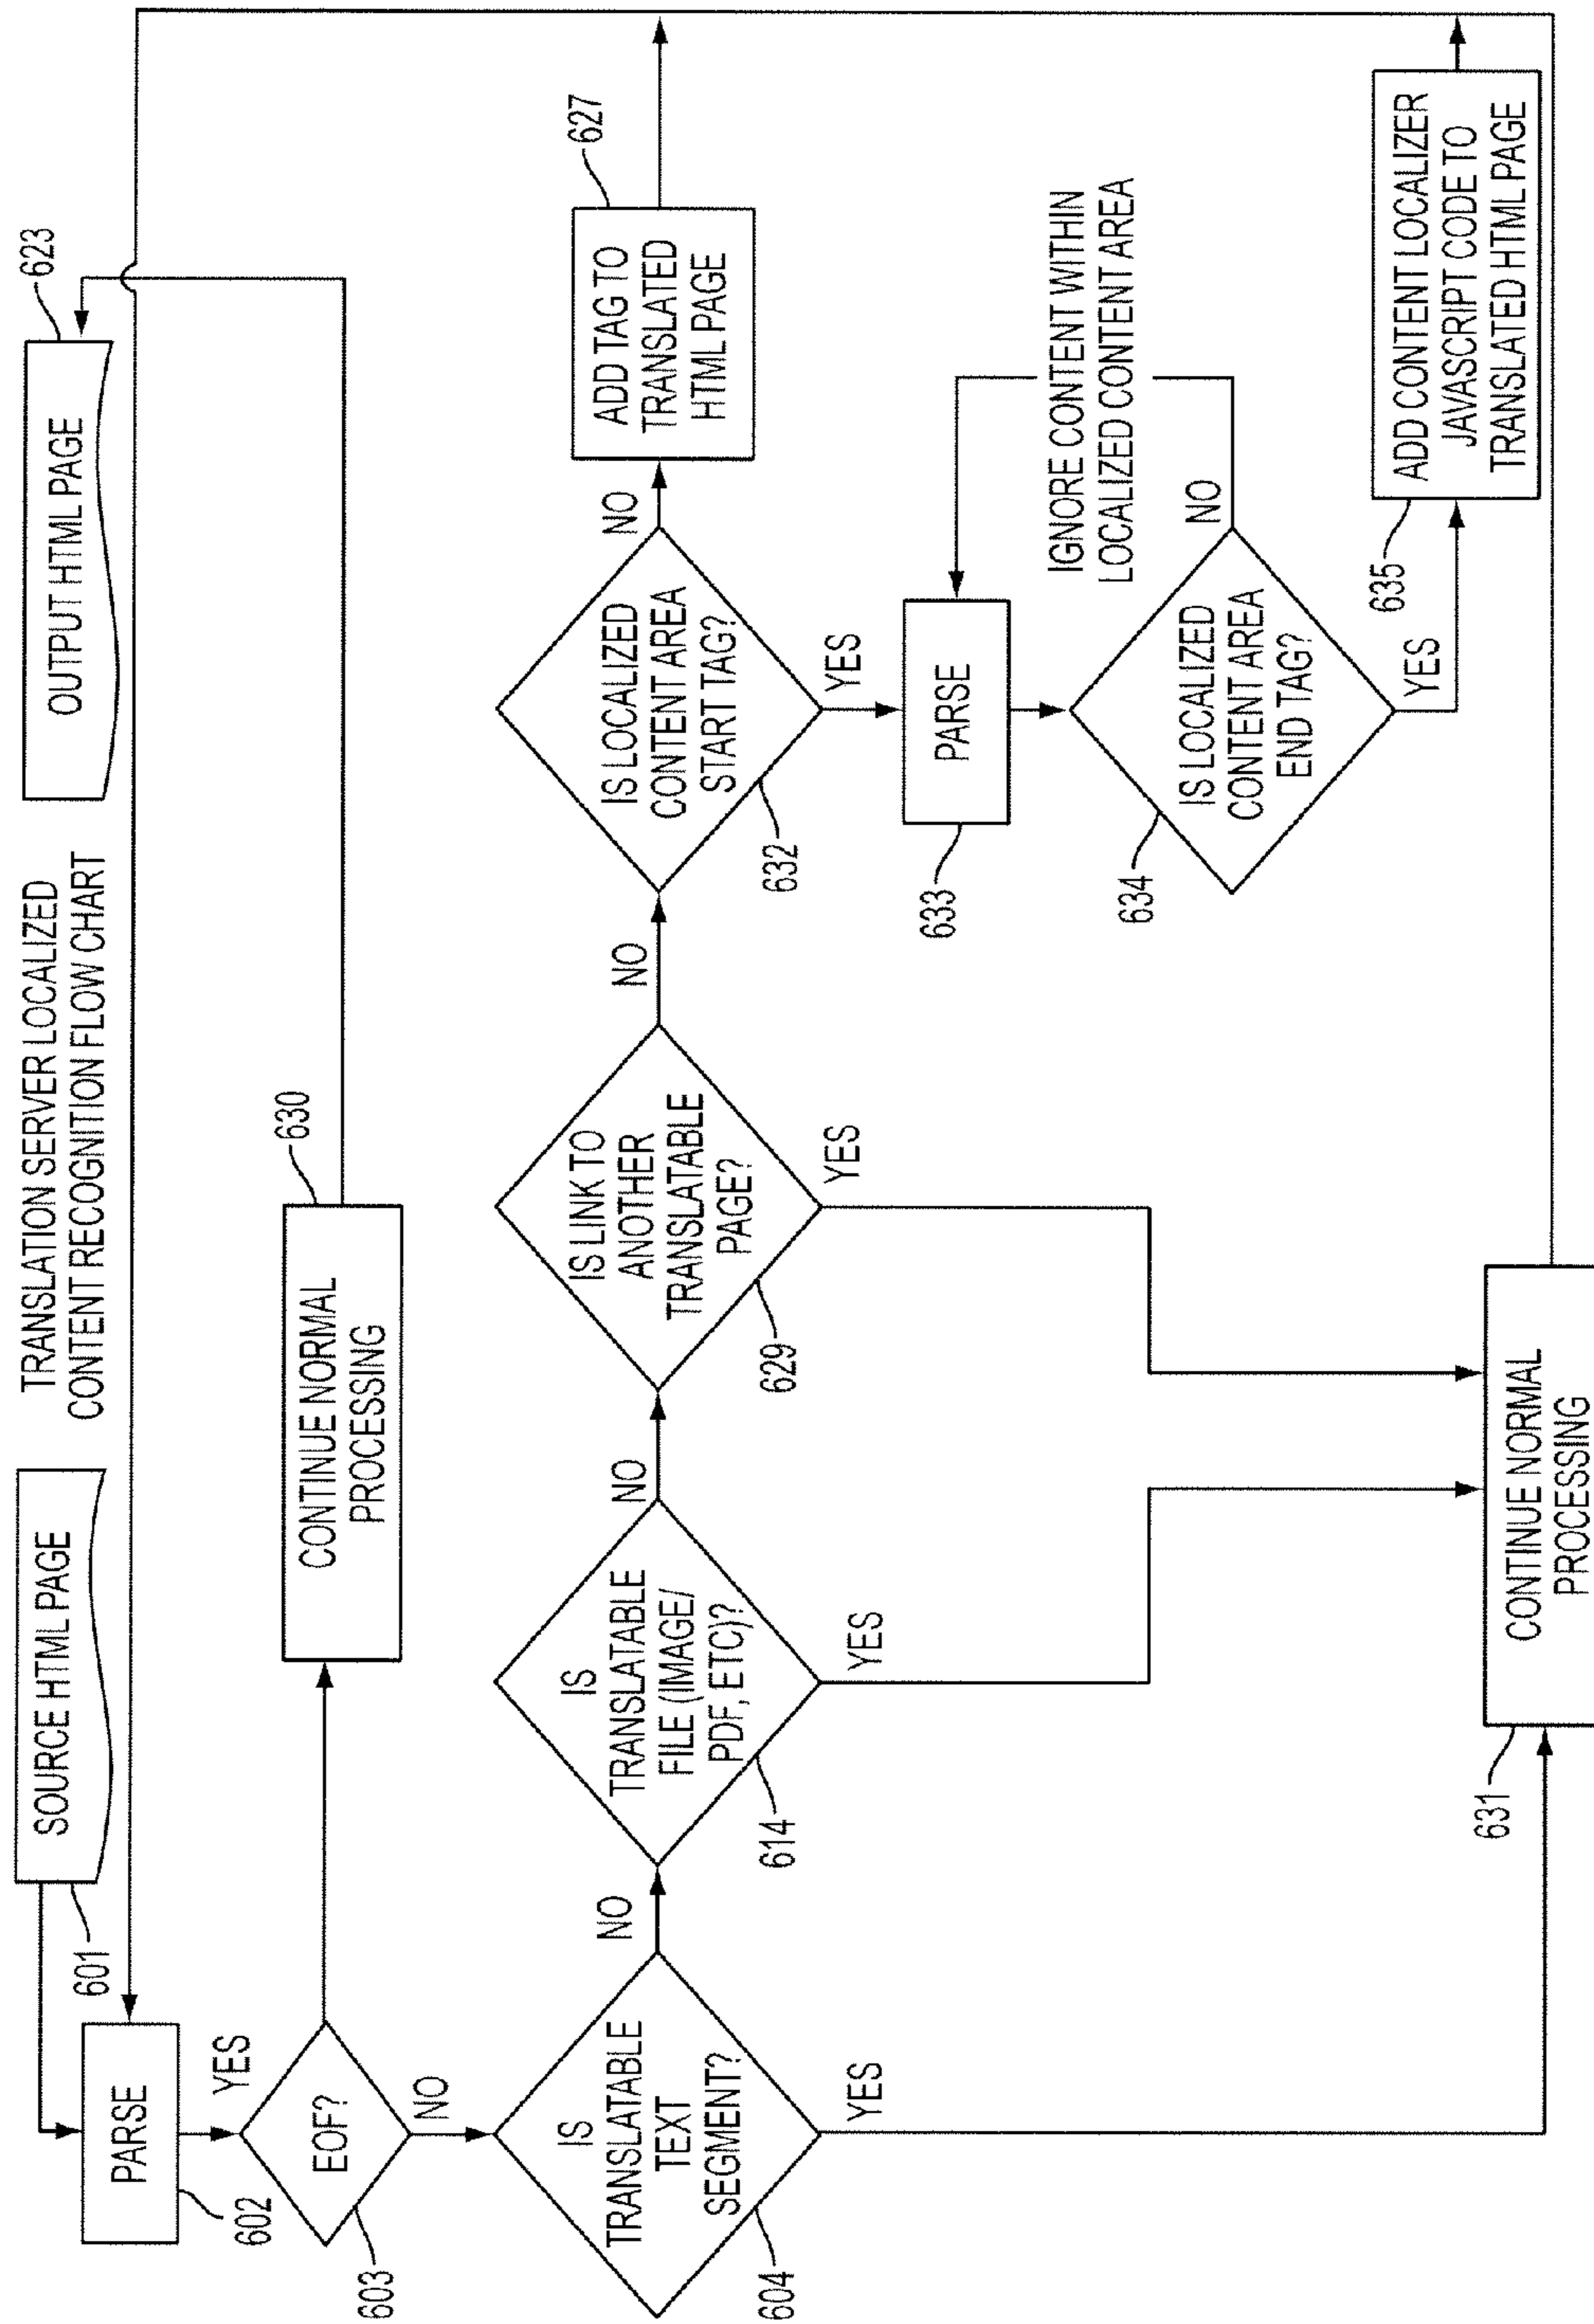 TRANSLATION SERVER LOCALIZED
CONTENT RECOGNITION FLOW CHART
SOURCE HTML PAGE
601
OUTPUT HTML PAGE
623
PARSE
602
YES
EOF?
603
NO
CONTINUE NORMAL
PROCESSING
630
IS
TRANSLATABLE
TEXT
SEGMENT?
604
NO
YES
IS
TRANSLATABLE
FILE (IMAGE/
PDF, ETC)?
614
NO
YES
IS LINK TO
ANOTHER
TRANSLATABLE
PAGE?
629
NO
YES
IS LOCALIZED
CONTENT AREA
START TAG?
632
NO
YES
ADD TAG TO
TRANSLATED
HTML PAGE
627
PARSE
633
IGNORE CONTENT WITHIN
LOCALIZED CONTENT AREA
IS LOCALIZED
CONTENT AREA
END TAG?
634
NO
YES
635
ADD CONTENT LOCALIZER
JAVASCRIPT CODE TO
TRANSLATED HTML PAGE
CONTINUE NORMAL
PROCESSING
631